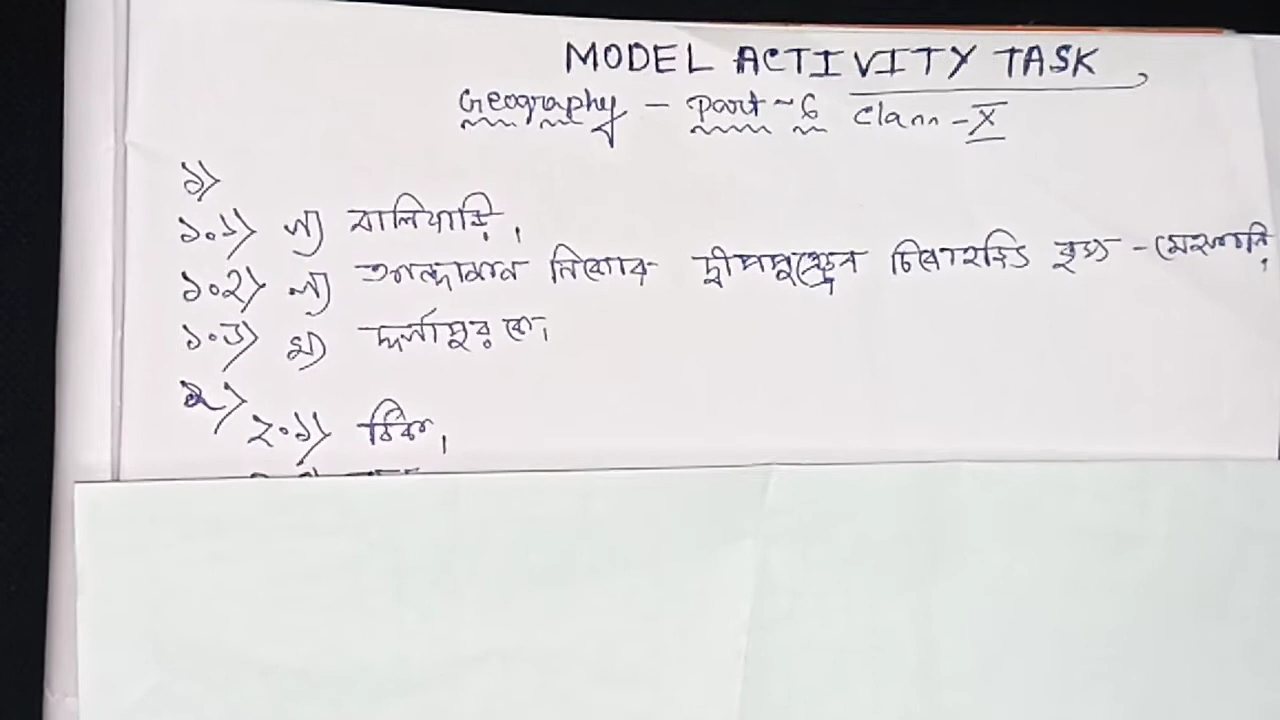 MODEL ACTIVITY TASK
Geography - Part - 6 Class - X
১>
১.১> গ) বালিয়াড়ি।
১.২> গ) আন্দামান নিকোবর দ্বীপপুঞ্জের চিরহরিৎ বৃক্ষ - মেহগনি,
১.৩> ঘ) দুর্গাপুর কে।
২>
২.১> ঠিক।